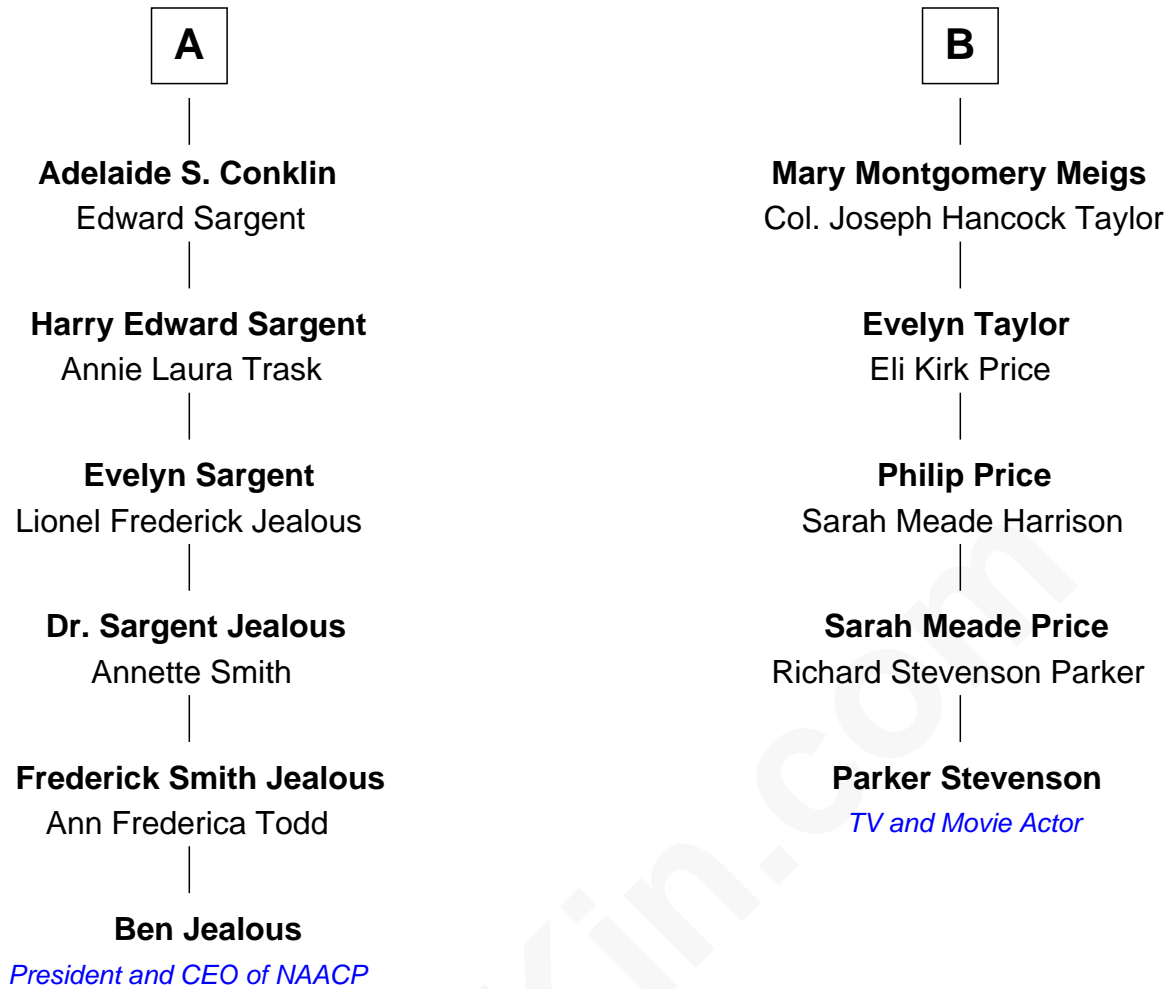 A
Adelaide S. Conklin
Edward Sargent
Harry Edward Sargent
Annie Laura Trask
Evelyn Sargent
Lionel Frederick Jealous
Dr. Sargent Jealous
Annette Smith
Frederick Smith Jealous
Ann Frederica Todd
Ben Jealous
President and CEO of NAACP
B
Mary Montgomery Meigs
Col. Joseph Hancock Taylor
Evelyn Taylor
Eli Kirk Price
Philip Price
Sarah Meade Harrison
Sarah Meade Price
Richard Stevenson Parker
Parker Stevenson
TV and Movie Actor
Kin.com